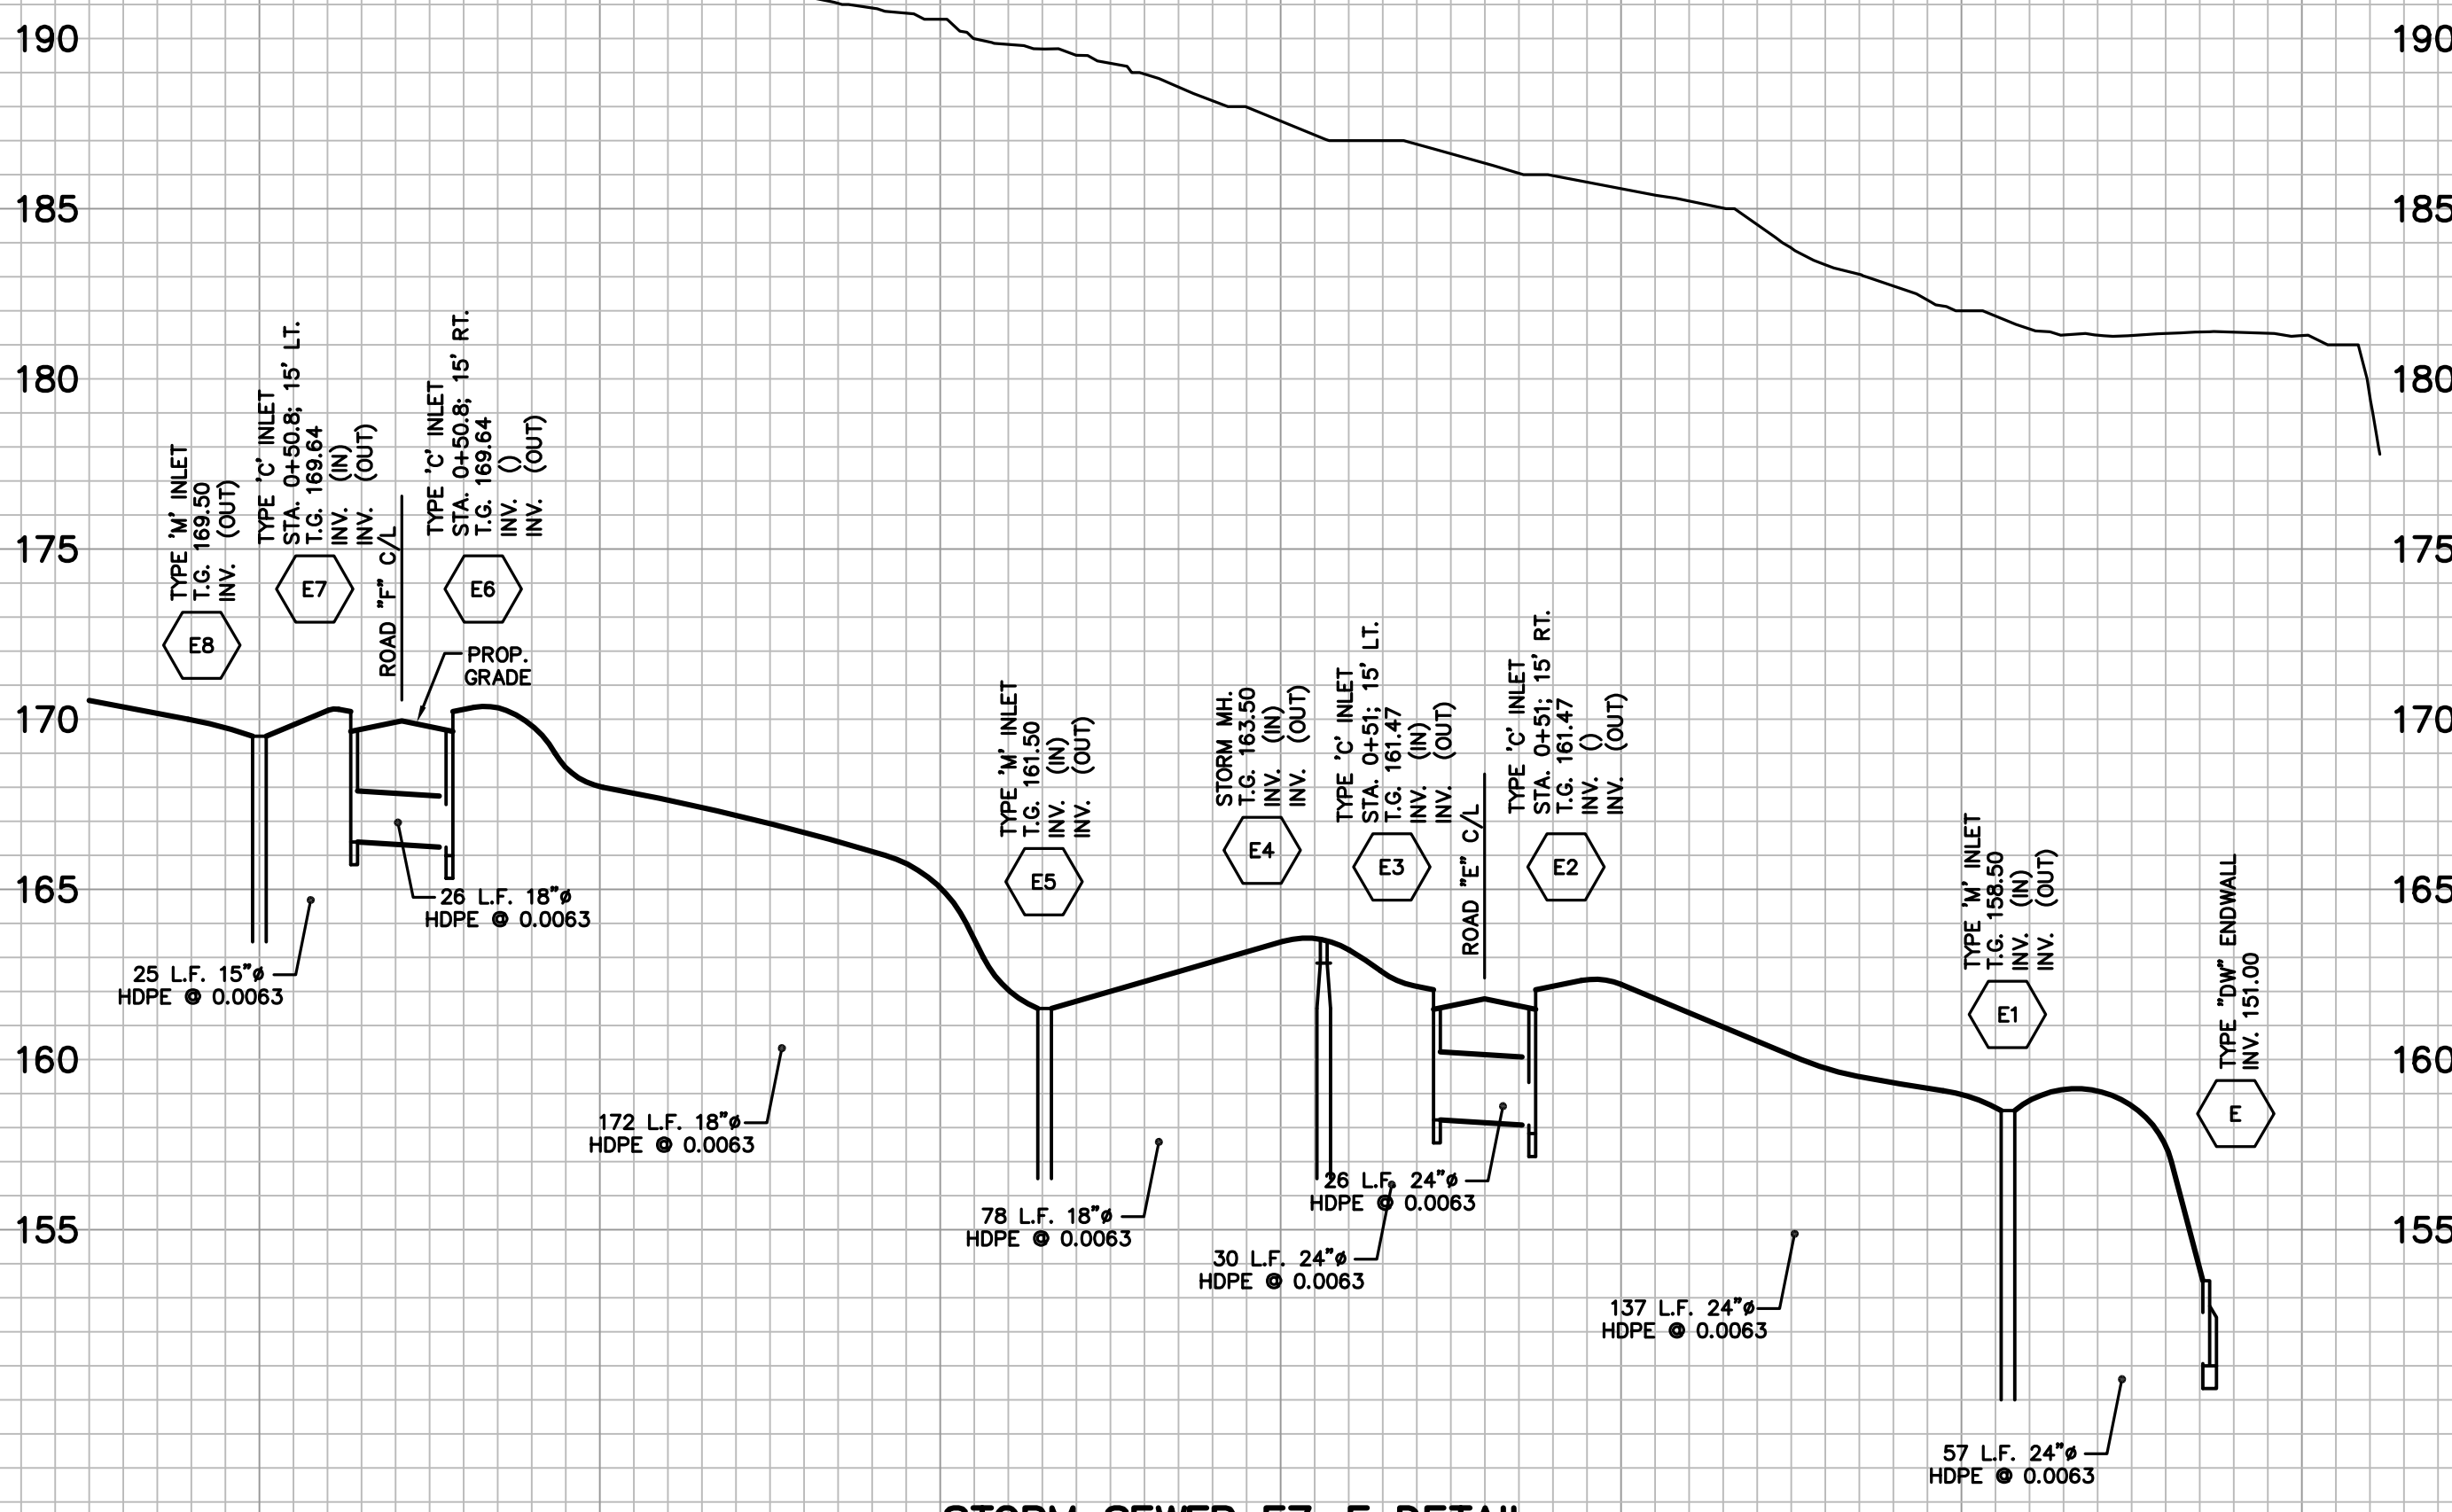 190
190
185
185
180
180
175
175
170
170
165
165
160
160
155
155
TYPE 'M' INLET
T.G. 169.50
INV. (OUT)
E8
TYPE 'C' INLET
STA. 0+50.8; 15' LT.
T.G. 169.64
INV. (IN)
INV. (OUT)
E7
ROAD "F" C/L
TYPE 'C' INLET
STA. 0+50.8; 15' RT.
T.G. 169.64
INV. ()
INV. (OUT)
E6
PROP.
GRADE
26 L.F. 18"ø
HDPE @ 0.0063
25 L.F. 15"ø
HDPE @ 0.0063
172 L.F. 18"ø
HDPE @ 0.0063
TYPE 'M' INLET
T.G. 161.50
INV. (IN)
INV. (OUT)
E5
78 L.F. 18"ø
HDPE @ 0.0063
STORM MH.
T.G. 163.50
INV. (IN)
INV. (OUT)
E4
TYPE 'C' INLET
STA. 0+51; 15' LT.
T.G. 161.47
INV. (IN)
INV. (OUT)
E3
ROAD "E" C/L
TYPE 'C' INLET
STA. 0+51; 15' RT.
T.G. 161.47
INV. ()
INV. (OUT)
E2
26 L.F. 24"ø
HDPE @ 0.0063
30 L.F. 24"ø
HDPE @ 0.0063
137 L.F. 24"ø
HDPE @ 0.0063
TYPE 'M' INLET
T.G. 158.50
INV. (IN)
INV. (OUT)
E1
TYPE "DW" ENDWALL
INV. 151.00
E
57 L.F. 24"ø
HDPE @ 0.0063
STORM SEWER